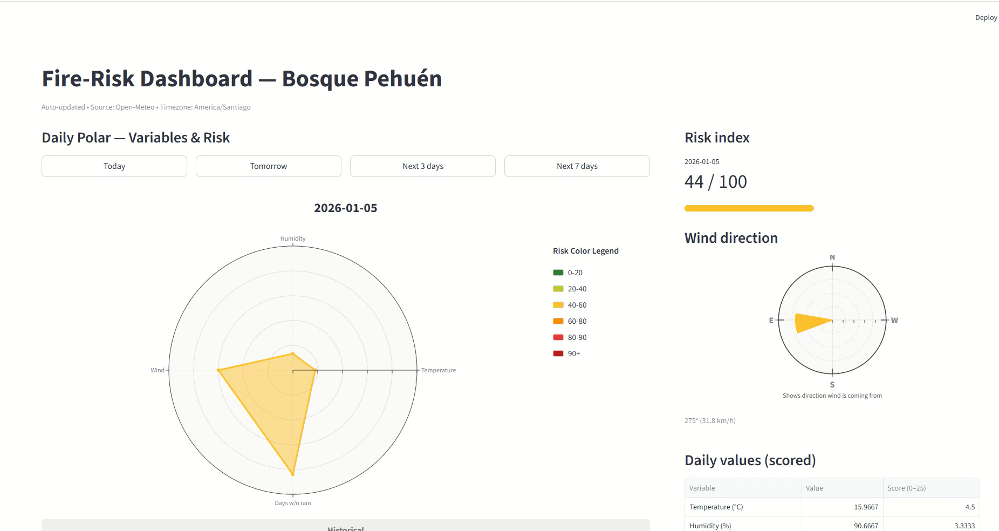 Deploy
Fire-Risk Dashboard — Bosque Pehuén
Auto-updated • Source: Open-Meteo • Timezone: America/Santiago
Daily Polar — Variables & Risk
Today
Tomorrow
Next 3 days
Next 7 days
2026-01-05
Humidity
Wind
Temperature
Days w/o rain
Risk Color Legend
0-20
20-40
40-60
60-80
80-90
90+
Historical
Risk index
2026-01-05
44 / 100
Wind direction
N
E
W
S
Shows direction wind is coming from
275° (31.8 km/h)
Daily values (scored)
Variable Value Score (0–25)
Temperature (°C) 15.9667 4.5
Humidity (%) 90.6667 3.3333